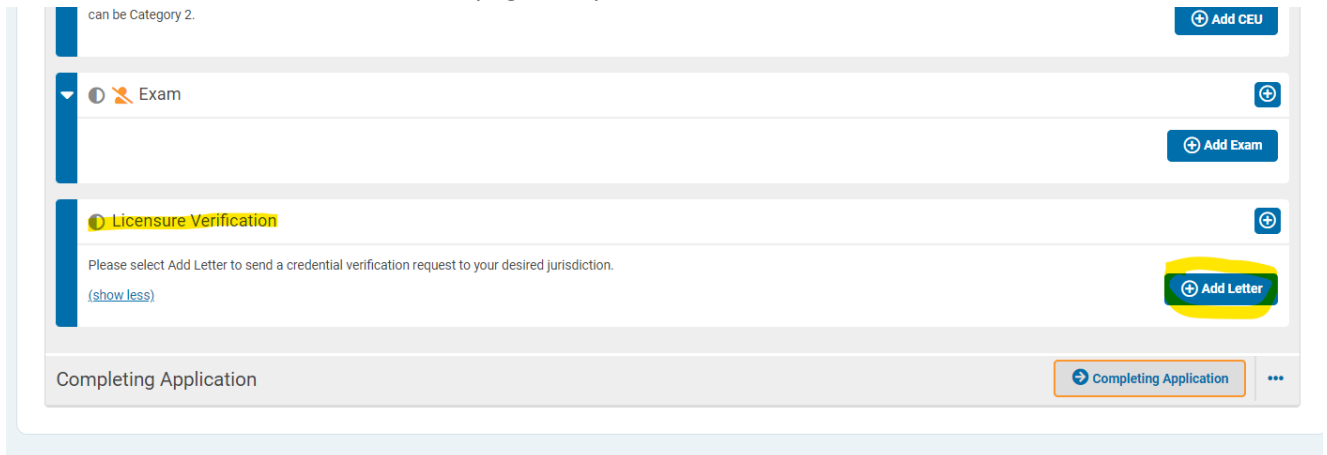 can be Category 2.
Add CEU
Exam
Add Exam
Licensure Verification
Please select Add Letter to send a credential verification request to your desired jurisdiction.
(show less)
Add Letter
Completing Application
Completing Application